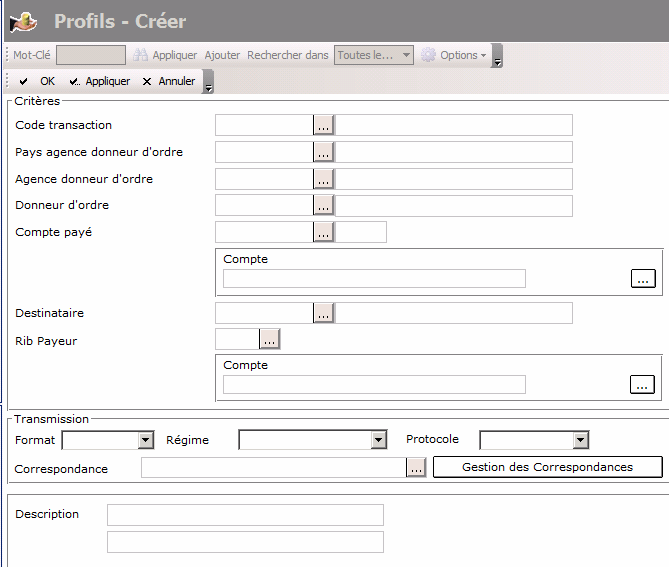 Profils - Créer
Mot-Clé Appliquer Ajouter Rechercher dans Toutes le... Options
OK Appliquer Annuler
Critères
Code transaction ...
Pays agence donneur d'ordre ...
Agence donneur d'ordre ...
Donneur d'ordre ...
Compte payé ...
Compte
...
Destinataire ...
Rib Payeur ...
Compte
...
Transmission
Format Régime Protocole
Correspondance ... Gestion des Correspondances
Description